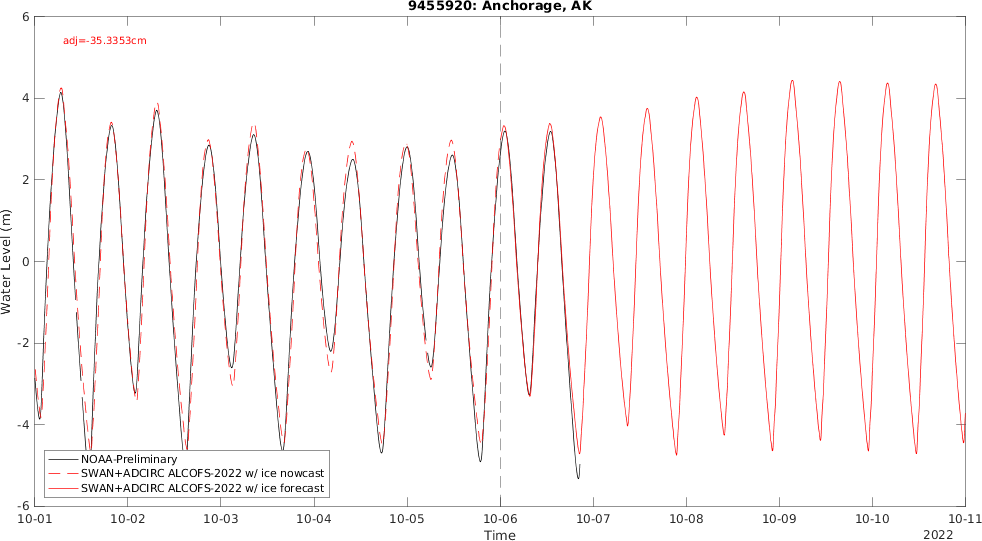 9455920: Anchorage, AK
adj=-35.3353cm
6
4
2
0
-2
-4
-6
Water Level (m)
NOAA-Preliminary
SWAN+ADCIRC ALCOFS-2022 w/ ice nowcast
SWAN+ADCIRC ALCOFS-2022 w/ ice forecast
10-01 10-02 10-03 10-04 10-05 10-06 10-07 10-08 10-09 10-10 10-11
Time
2022